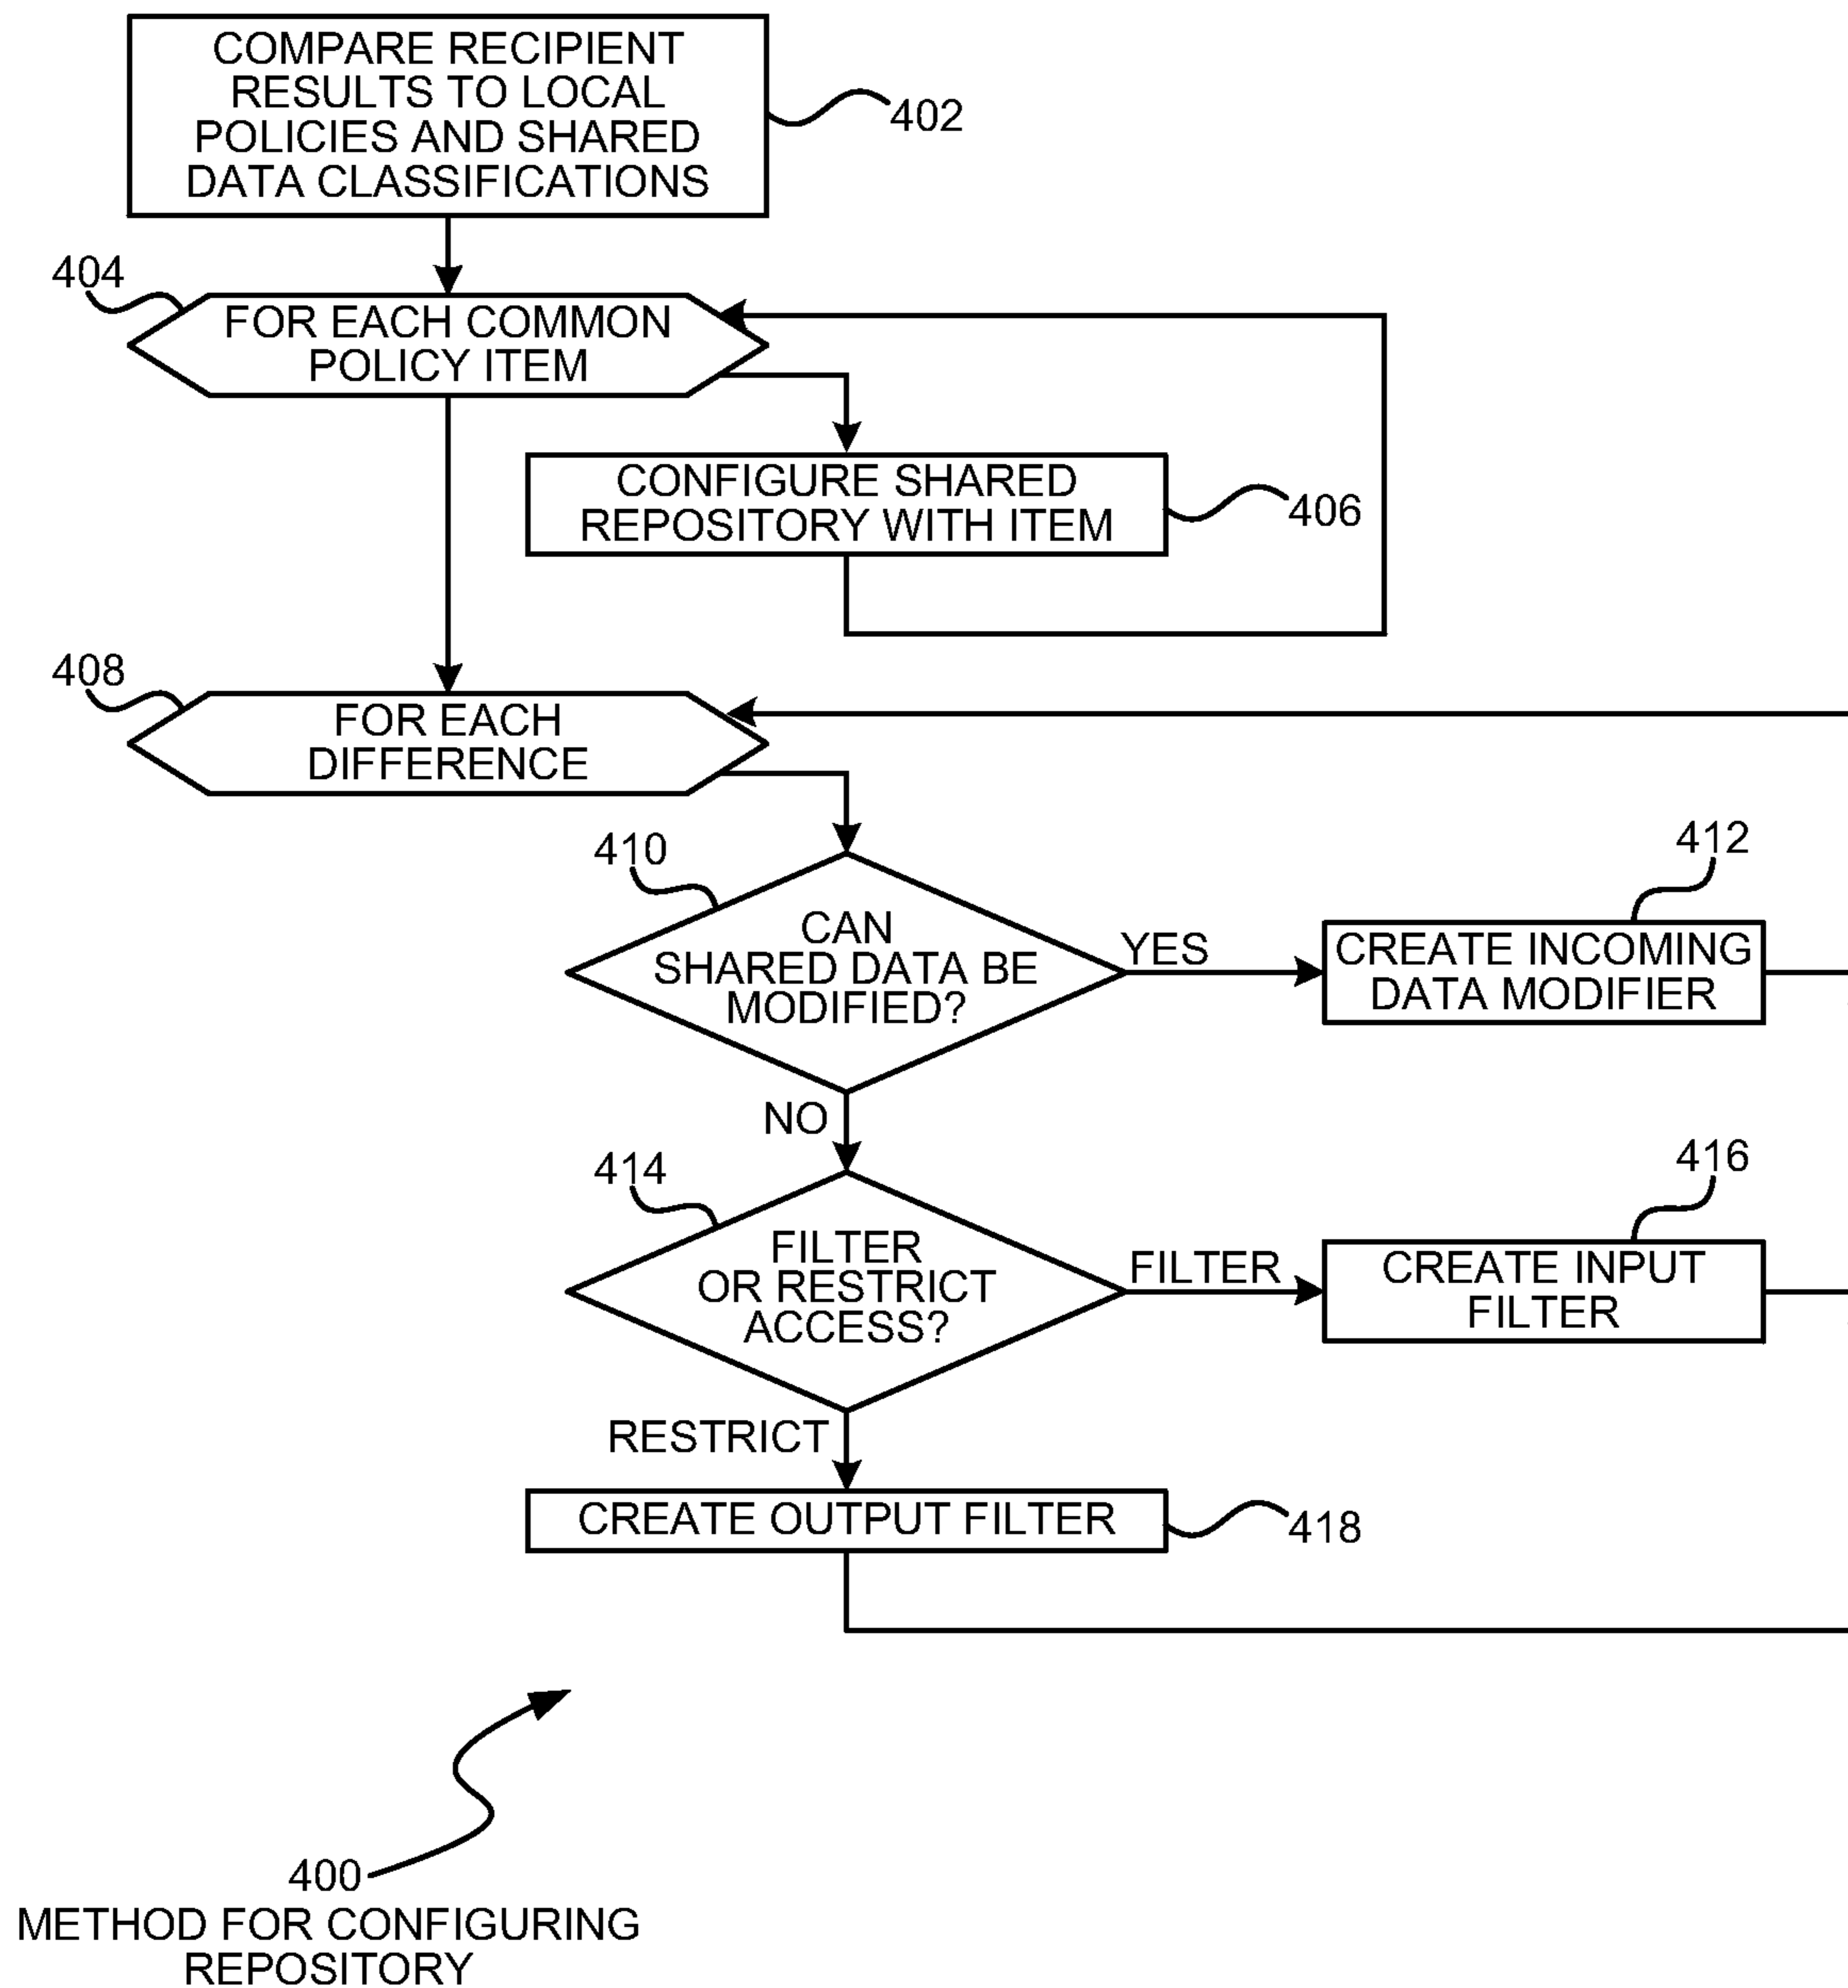 COMPARE RECIPIENT
RESULTS TO LOCAL
POLICIES AND SHARED
DATA CLASSIFICATIONS
402
404
FOR EACH COMMON
POLICY ITEM
CONFIGURE SHARED
REPOSITORY WITH ITEM
406
408
FOR EACH
DIFFERENCE
410
CAN
SHARED DATA BE
MODIFIED?
YES
412
CREATE INCOMING
DATA MODIFIER
NO
414
FILTER
OR RESTRICT
ACCESS?
FILTER
416
CREATE INPUT
FILTER
RESTRICT
CREATE OUTPUT FILTER
418
400
METHOD FOR CONFIGURING
REPOSITORY